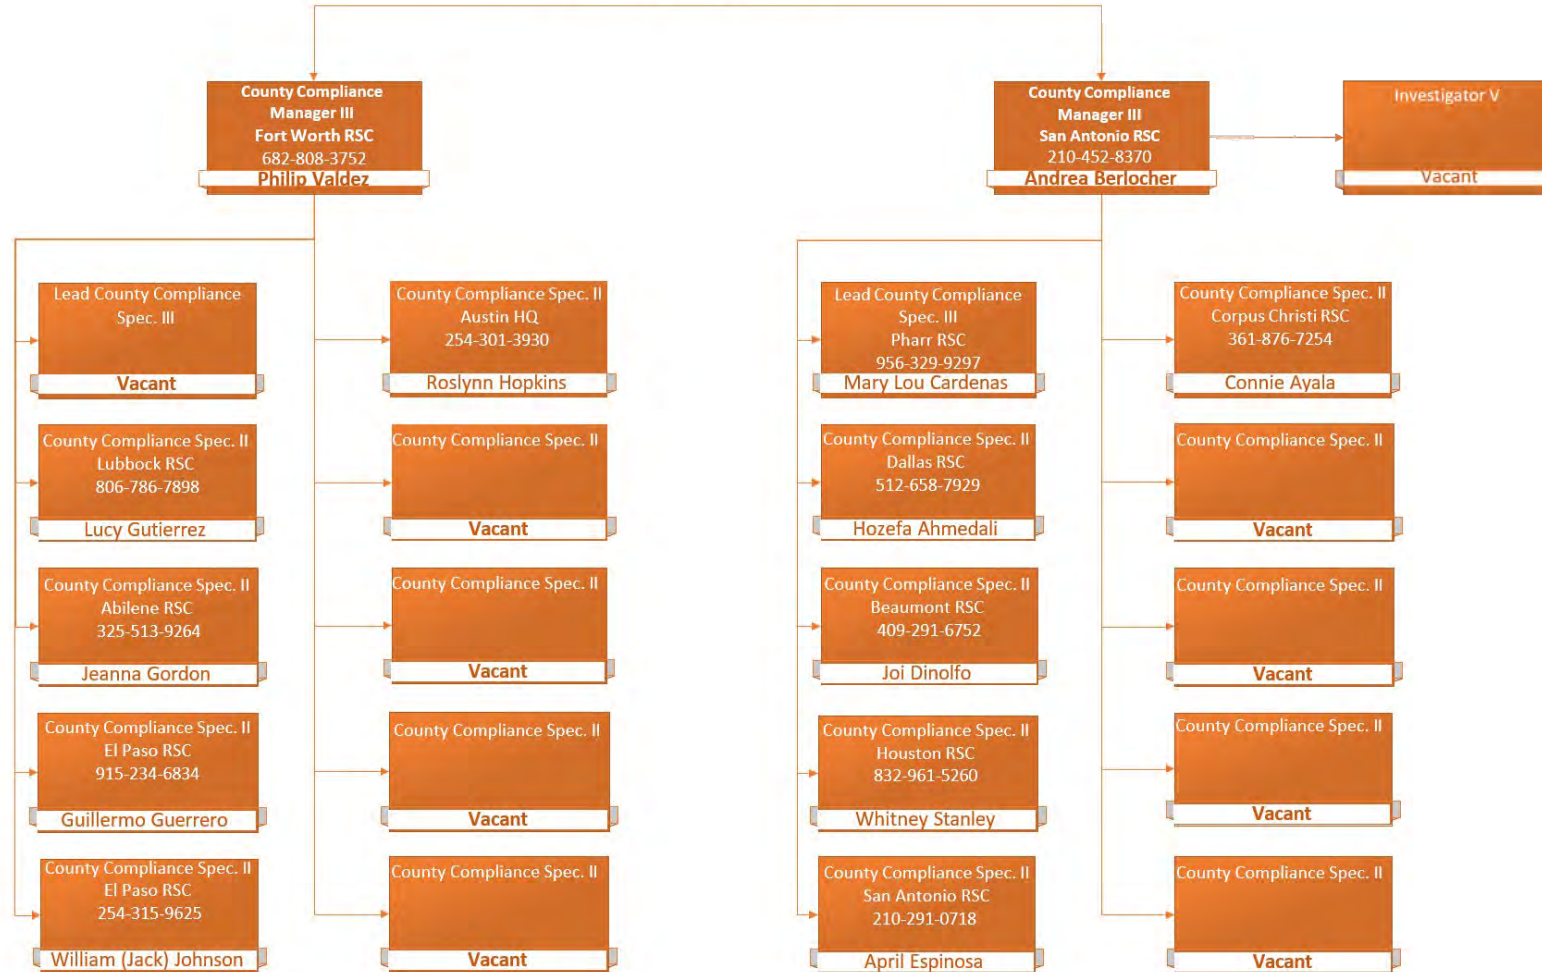 County Compliance
Manager III
Fort Worth RSC
682-808-3752
Philip Valdez
County Compliance
Manager III
San Antonio RSC
210-452-8370
Andrea Berlocher
Investigator V
Vacant
Lead County Compliance
Spec. III
Vacant
County Compliance Spec. II
Austin HQ
254-301-3930
Roslynn Hopkins
Lead County Compliance
Spec. III
Pharr RSC
956-329-9297
Mary Lou Cardenas
County Compliance Spec. II
Corpus Christi RSC
361-876-7254
Connie Ayala
County Compliance Spec. II
Lubbock RSC
806-786-7898
Lucy Gutierrez
County Compliance Spec. II
Vacant
County Compliance Spec. II
Dallas RSC
512-658-7929
Hozefa Ahmedali
County Compliance Spec. II
Vacant
County Compliance Spec. II
Abilene RSC
325-513-9264
Jeanna Gordon
County Compliance Spec. II
Vacant
County Compliance Spec. II
Beaumont RSC
409-291-6752
Joi Dinolfo
County Compliance Spec. II
Vacant
County Compliance Spec. II
El Paso RSC
915-234-6834
Guillermo Guerrero
County Compliance Spec. II
Vacant
County Compliance Spec. II
Houston RSC
832-961-5260
Whitney Stanley
County Compliance Spec. II
Vacant
County Compliance Spec. II
El Paso RSC
254-315-9625
William (Jack) Johnson
County Compliance Spec. II
Vacant
County Compliance Spec. II
San Antonio RSC
210-291-0718
April Espinosa
County Compliance Spec. II
Vacant